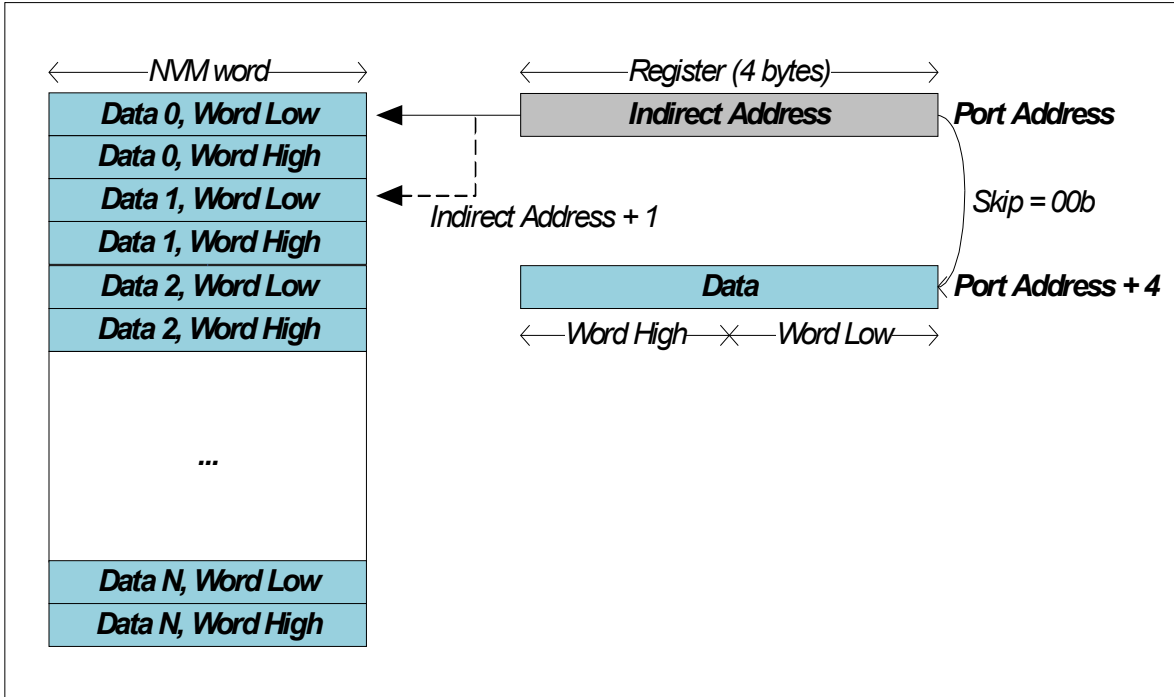 NVM word
Data 0, Word Low
Data 0, Word High
Data 1, Word Low
Data 1, Word High
Data 2, Word Low
Data 2, Word High
...
Data N, Word Low
Data N, Word High
Register (4 bytes)
Indirect Address
Port Address
Indirect Address + 1
Skip = 00b
Data
Port Address + 4
Word High
Word Low